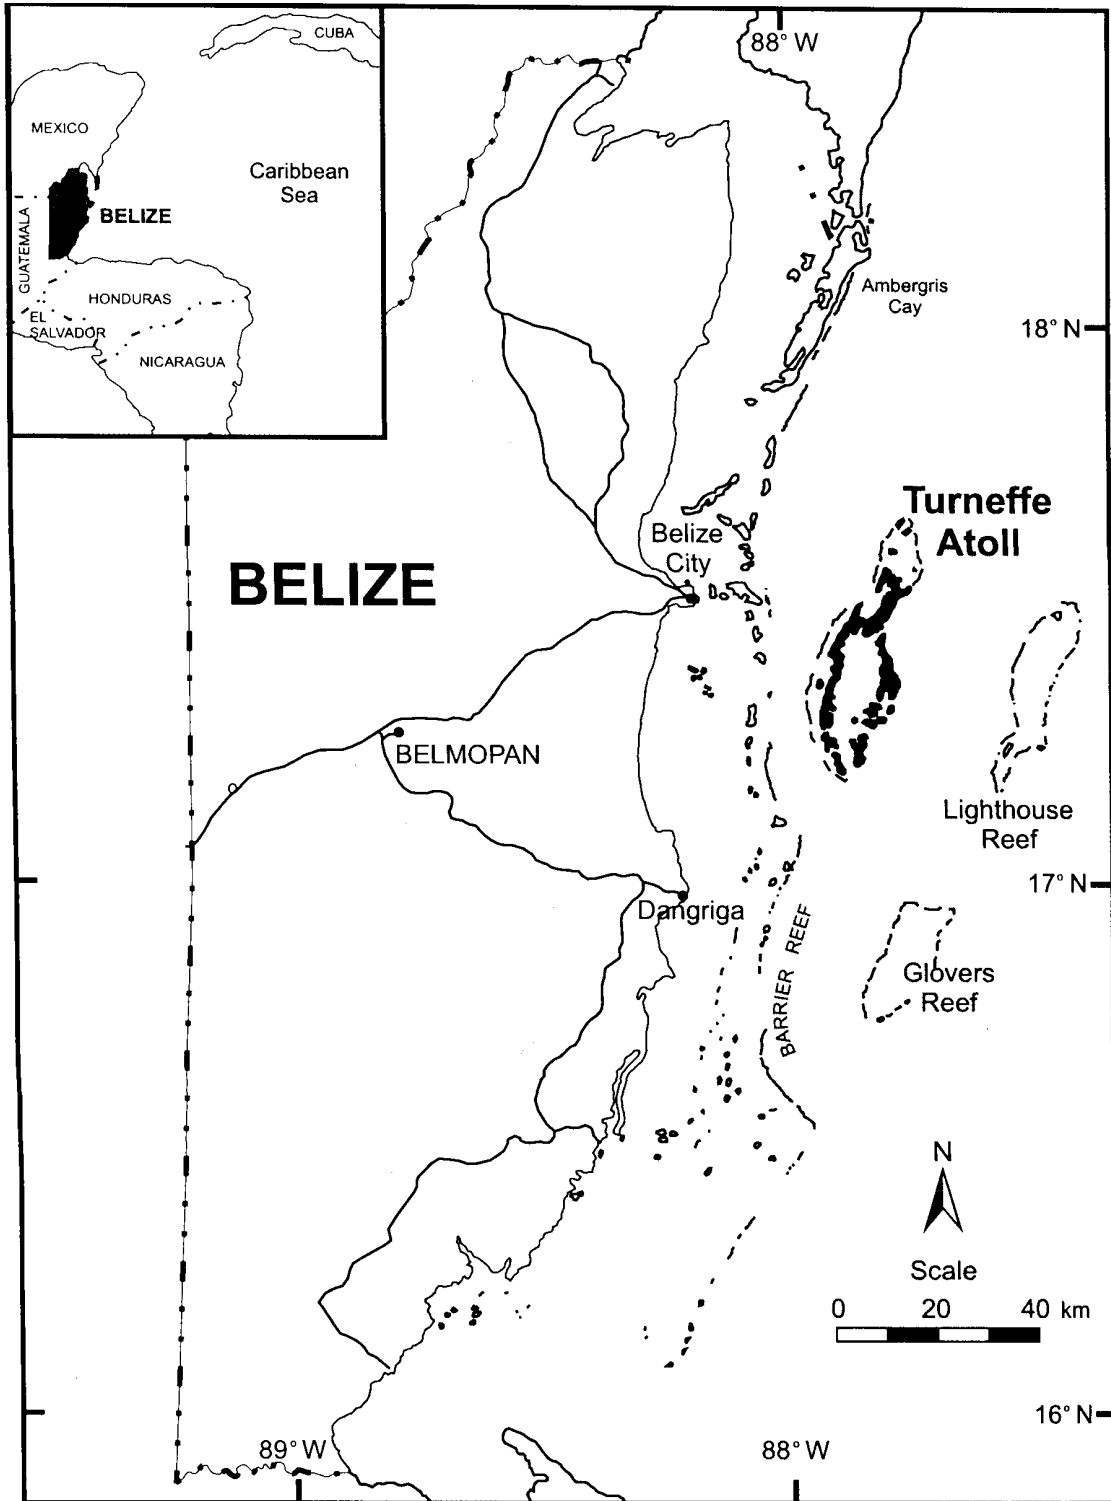 CUBA
MEXICO
Caribbean
Sea
BELIZE
GUATEMALA
HONDURAS
EL
SALVADOR
NICARAGUA
88° W
Ambergris
Cay
18° N
Turneffe
Atoll
Belize
City
BELIZE
BELMOPAN
Lighthouse
Reef
17° N
Dangriga
BARRIER REEF
Glovers
Reef
N
Scale
0 20 40 km
16° N
89° W
88° W